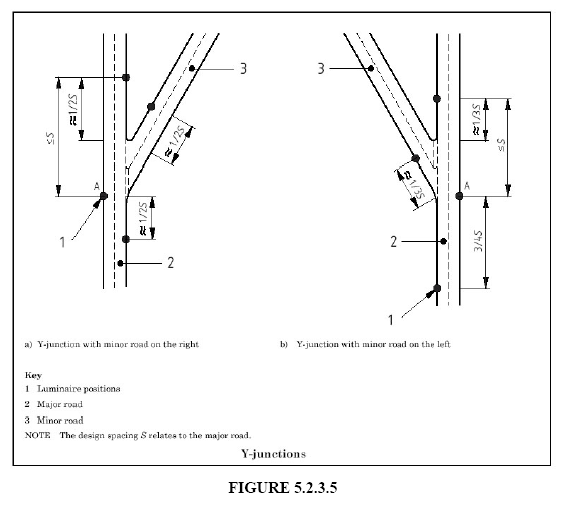 3
3
≤S
≈1/2S
≈1/2S
≈1/2S
A
1
2
≈1/3S
≤S
≈1/3S
A
2
3/4S
1
a) Y-junction with minor road on the right
b) Y-junction with minor road on the left
Key
1 Luminaire positions
2 Major road
3 Minor road
NOTE The design spacing S relates to the major road.
Y-junctions
FIGURE 5.2.3.5